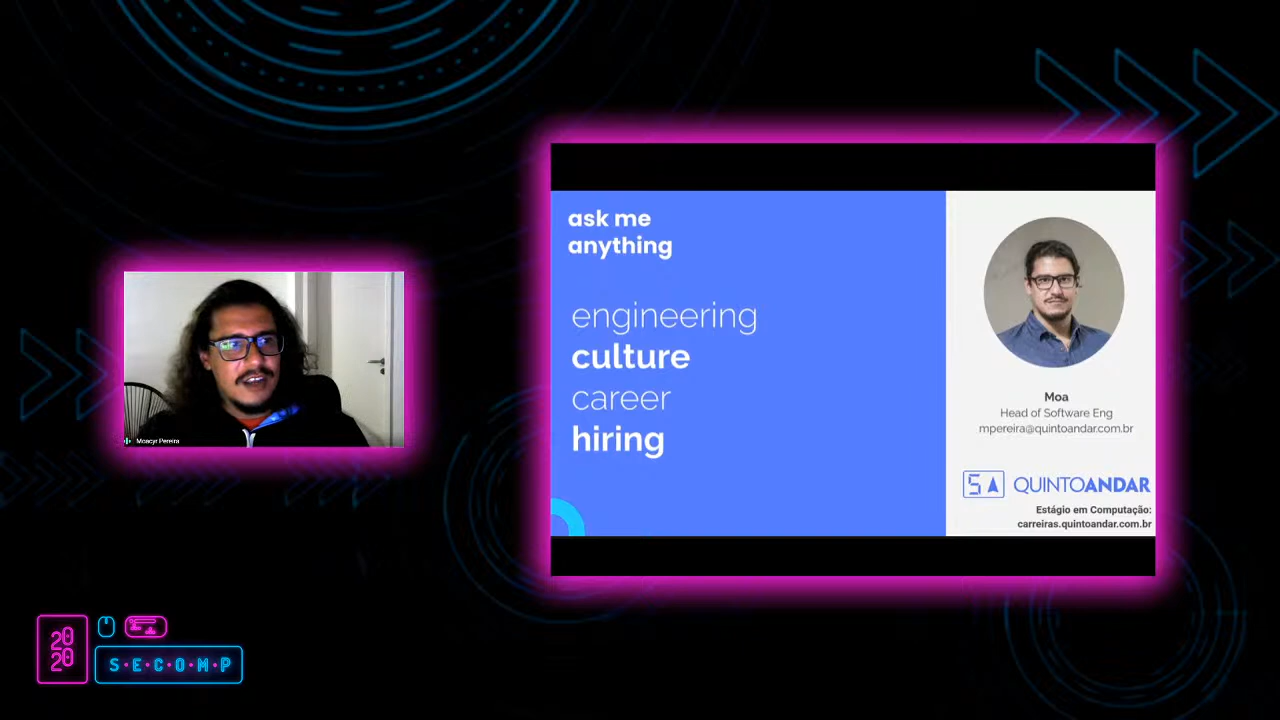 Moacyr Pereira
ask me
anything
engineering
culture
career
hiring
Moa
Head of Software Eng
mpereira@quintoandar.com.br
5A QUINTOANDAR
Estágio em Computação:
carreiras.quintoandar.com.br
20
20
S·E·C·O·M·P